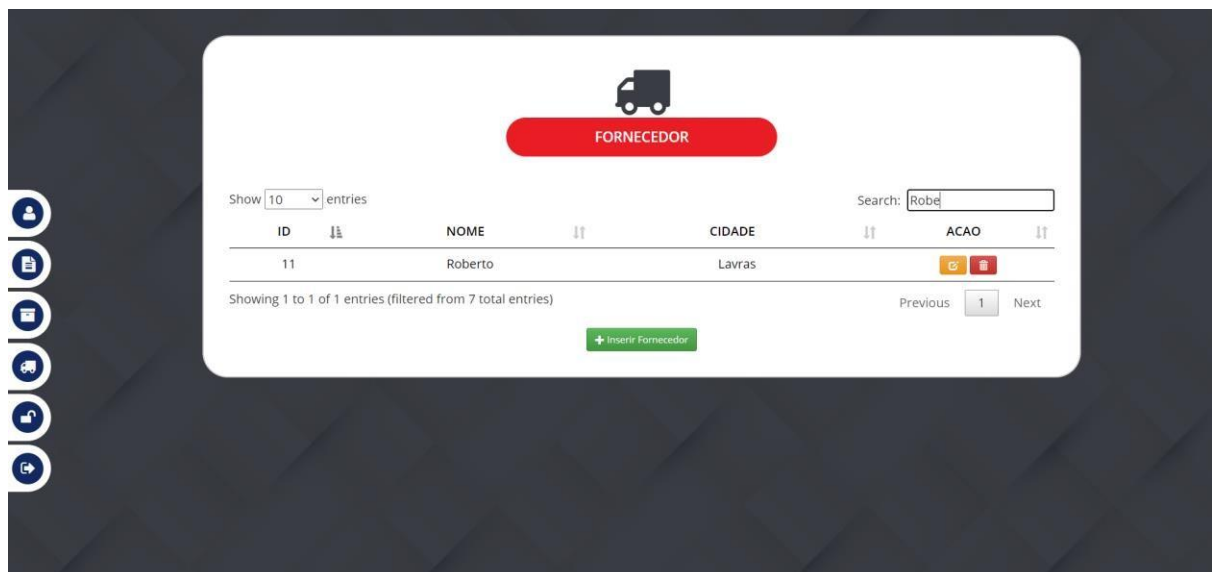 FORNECEDOR
Show 10 entries Search: Robe
ID NOME CIDADE ACAO
11 Roberto Lavras
Showing 1 to 1 of 1 entries (filtered from 7 total entries) Previous 1 Next
Inserir Fornecedor